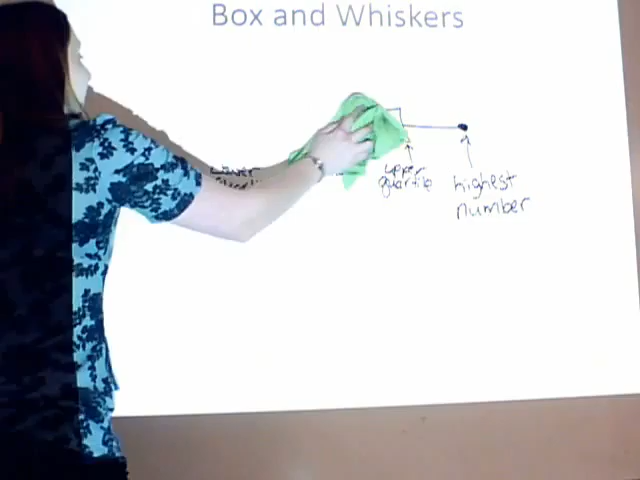 Box and Whiskers
upper
quartile
highest
number